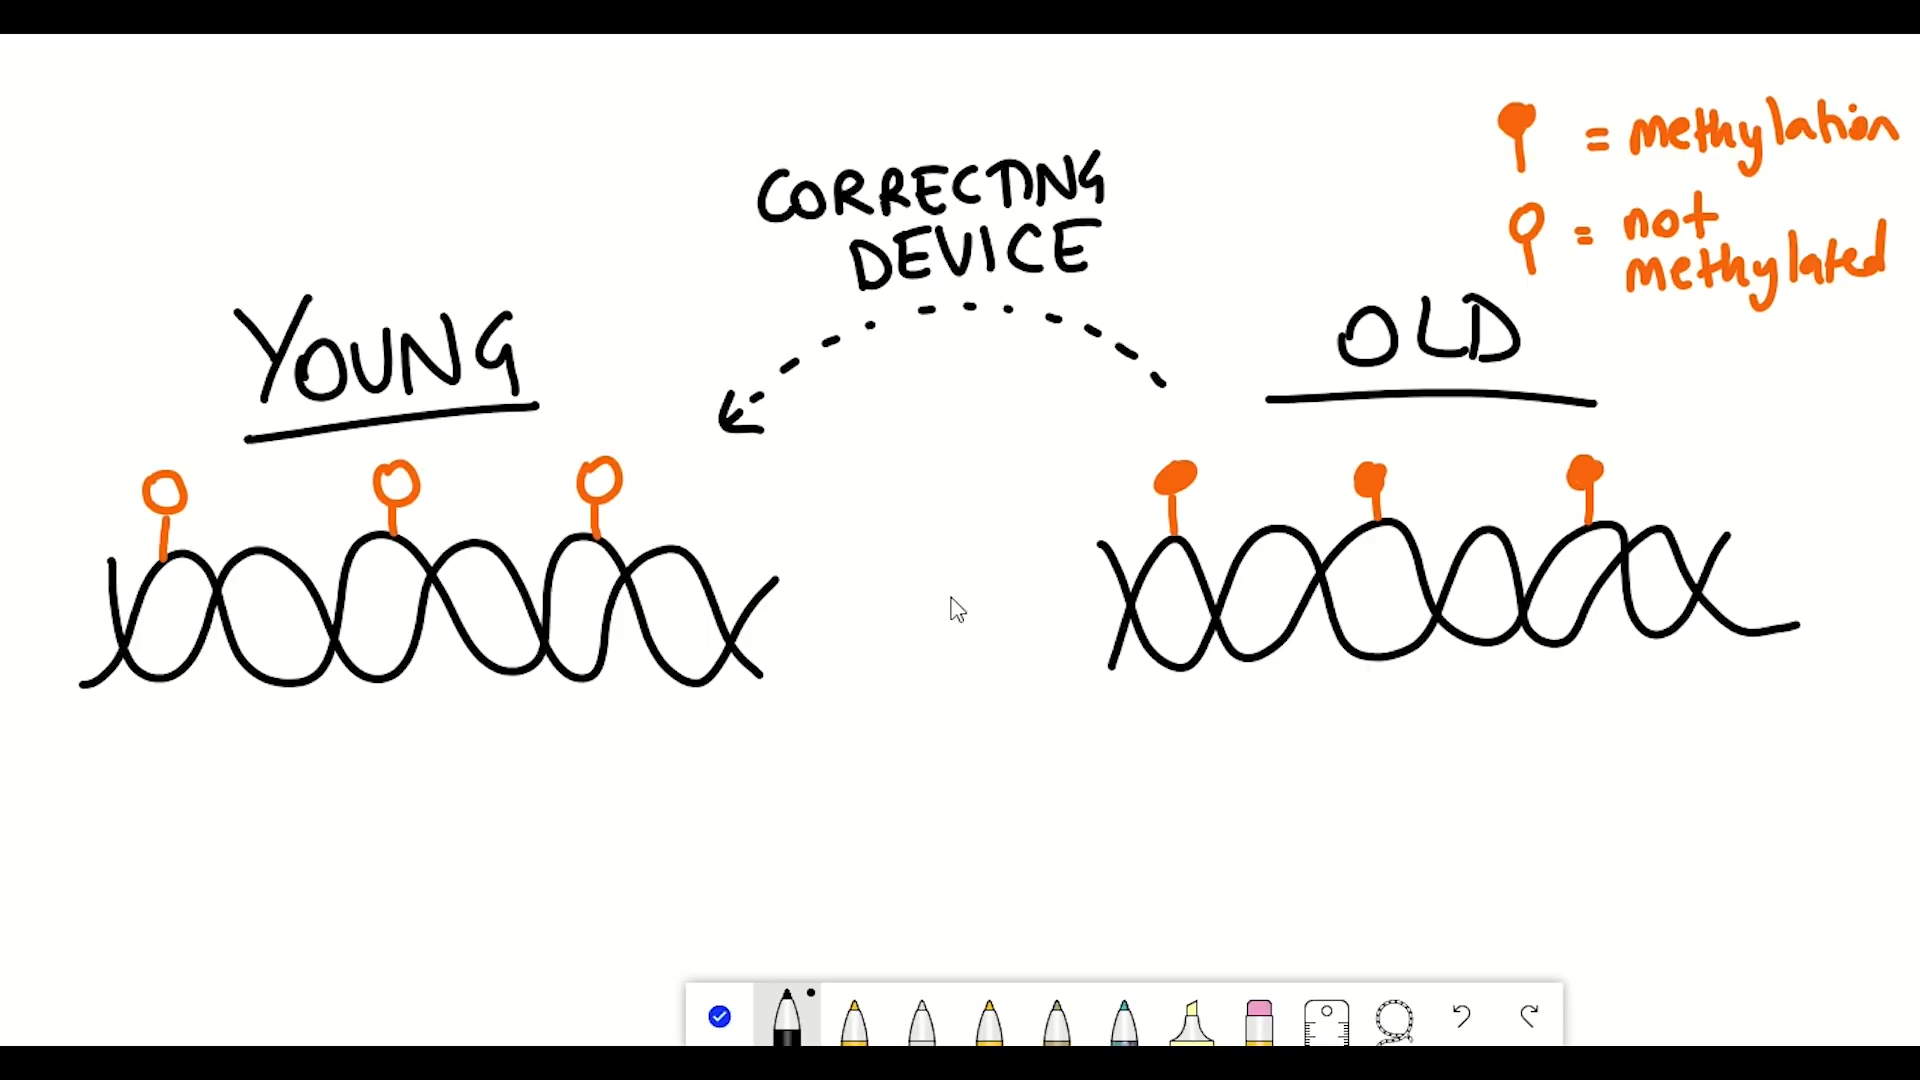 CORRECTING
DEVICE
= methylation
= not
methylated
YOUNG
OLD